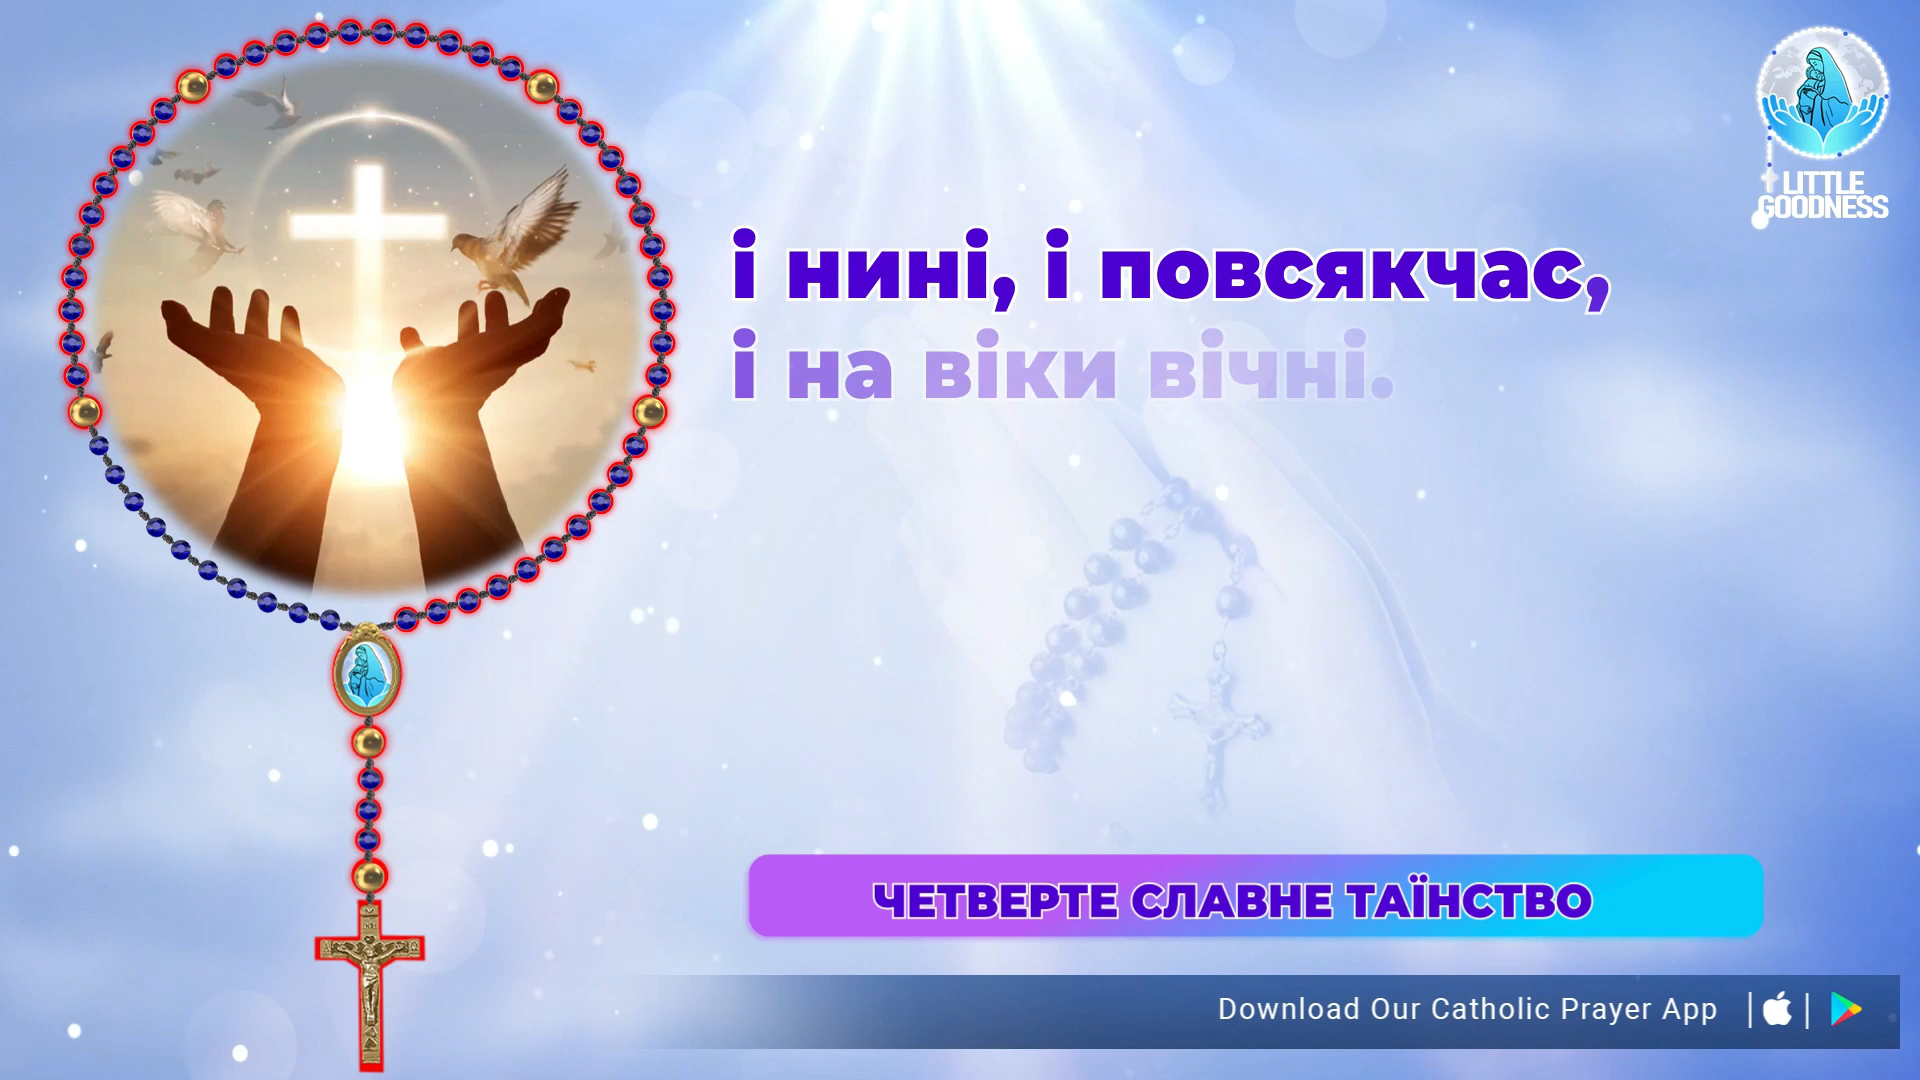 LITTLE
GOODNESS
і нині, і повсякчас,
і на віки вічні.
ЧЕТВЕРТЕ СЛАВНЕ ТАЇНСТВО
Download Our Catholic Prayer App